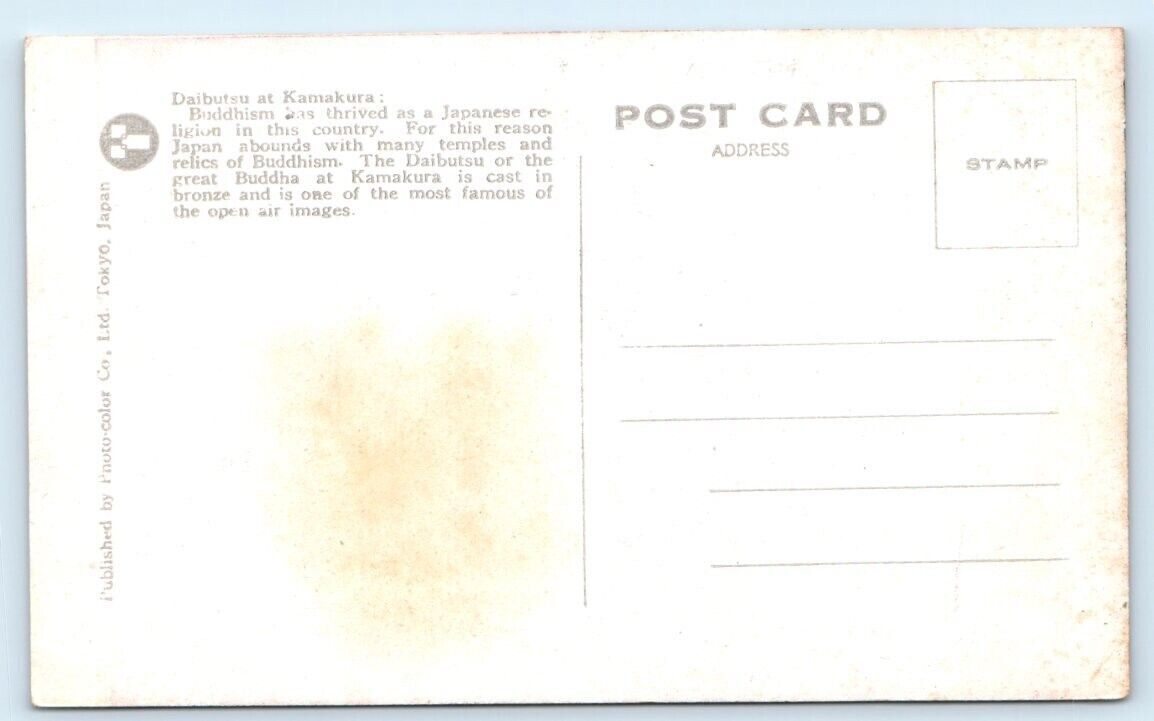 Daibutsu at Kamakura:
Buddhism has thrived as a Japanese re-
ligion in this country. For this reason
Japan abounds with many temples and
relics of Buddhism. The Daibutsu or the
great Buddha at Kamakura is cast in
bronze and is one of the most famous of
the open air images.
Published by Photo-color Co., Ltd. Tokyo, Japan
POST CARD
ADDRESS
STAMP